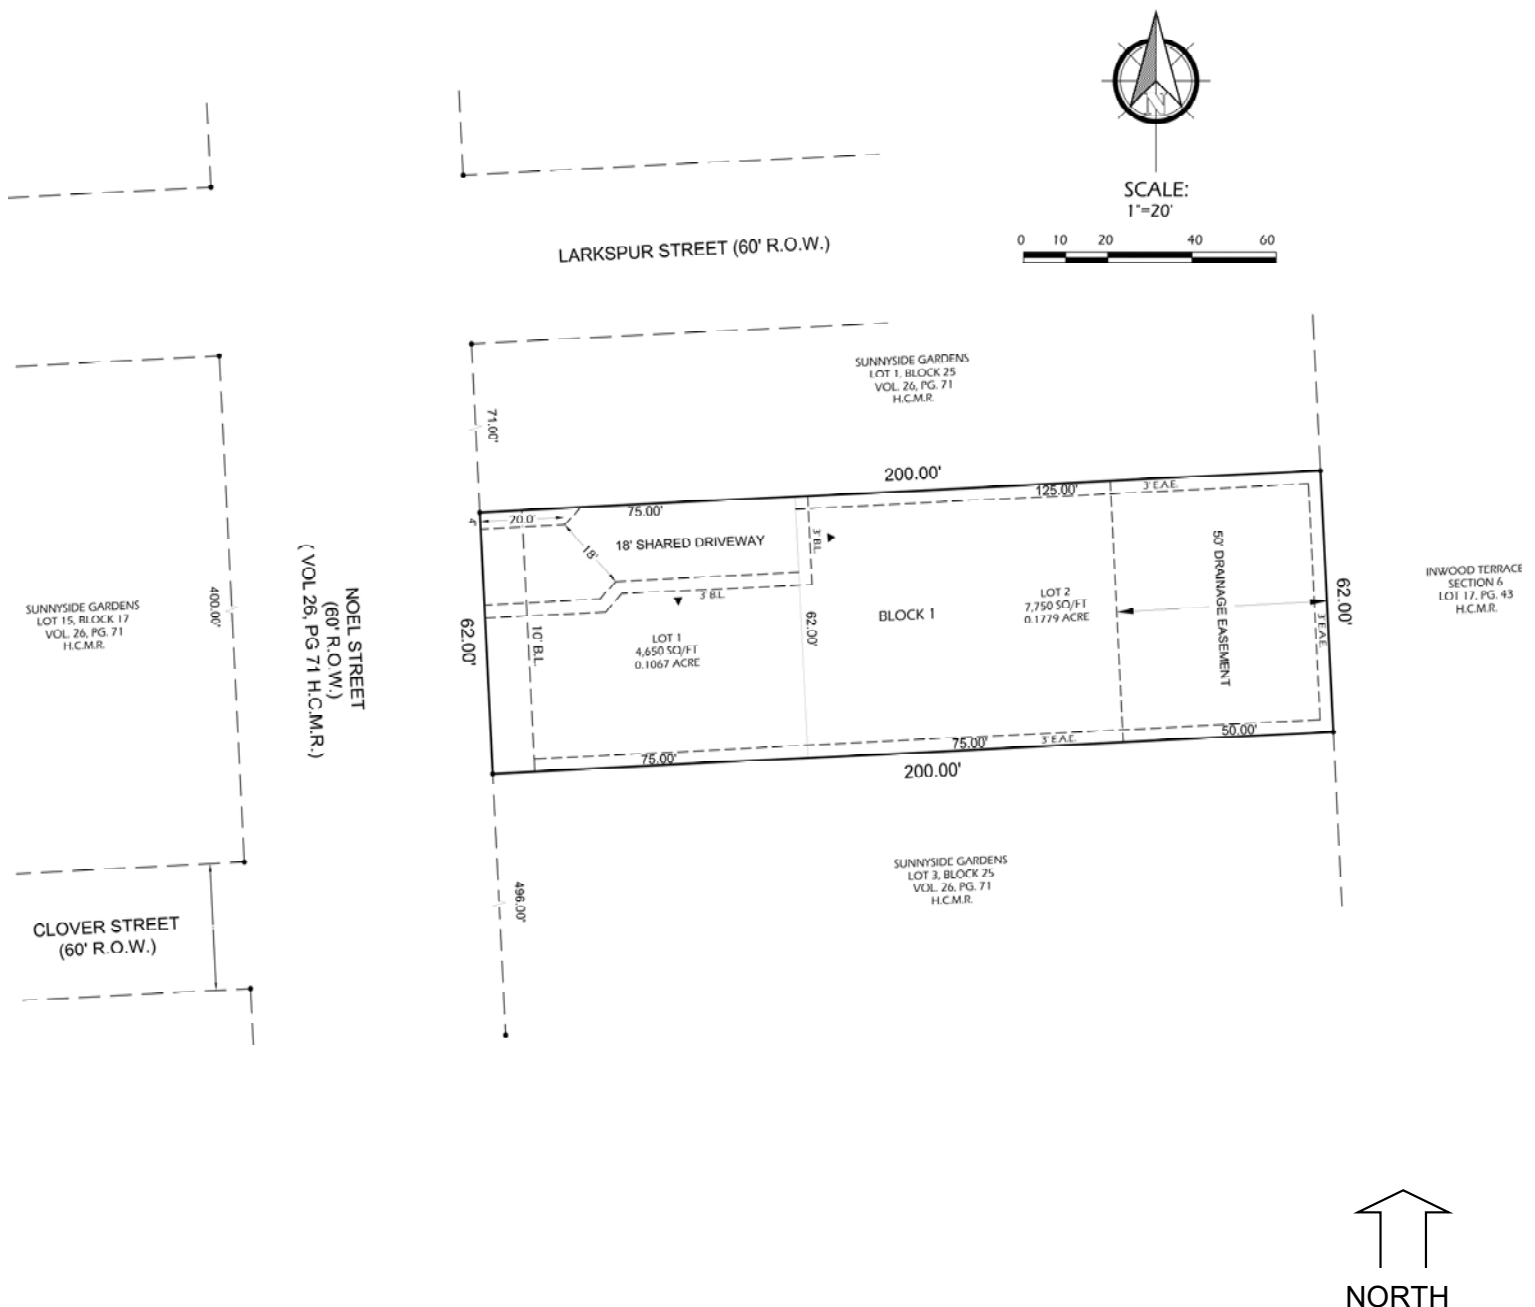 N
SCALE:
1"=20'
0 10 20 40 60
LARKSPUR STREET (60' R.O.W.)
SUNNYSIDE GARDENS
LOT 1, BLOCK 25
VOL. 26, PG. 71
H.C.M.R.
71.00'
200.00'
125.00'
3' E.A.E.
75.00'
4'
20.0'
18'
18' SHARED DRIVEWAY
3' B.L.
3' B.L.
50' DRAINAGE EASEMENT
62.00'
3' E.A.E.
INWOOD TERRACE
SECTION 6
LOT 17, PG. 43
H.C.M.R.
SUNNYSIDE GARDENS
LOT 15, BLOCK 17
VOL. 26, PG. 71
H.C.M.R.
400.00'
NOEL STREET
(60' R.O.W.)
( VOL 26, PG 71 H.C.M.R.)
62.00'
10' B.L.
LOT 1
4,650 SQ/FT
0.1067 ACRE
62.00'
BLOCK 1
LOT 2
7,750 SQ/FT
0.1779 ACRE
75.00'
75.00'
3' E.A.E.
50.00'
200.00'
SUNNYSIDE GARDENS
LOT 3, BLOCK 25
VOL. 26, PG. 71
H.C.M.R.
496.00'
CLOVER STREET
(60' R.O.W.)
NORTH